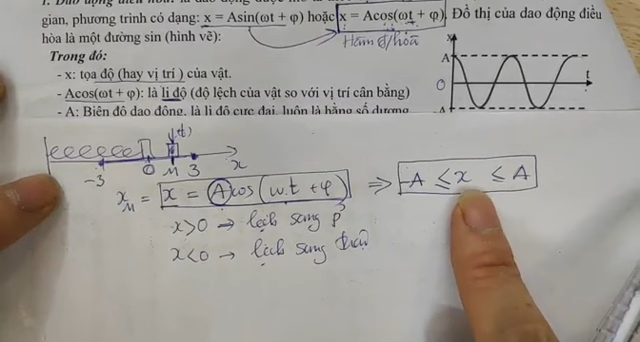 gian, phương trình có dạng: x = Asin(ωt + φ) hoặc x = Acos(ωt + φ). Đồ thị của dao động điều
hòa là một đường sin (hình vẽ):
Hàm đ/hòa
Trong đó:
- x: tọa độ (hay vị trí) của vật.
- Acos(ωt + φ): là li độ (độ lệch của vật so với vị trí cân bằng)
- A: Biên độ dao động, là li độ cực đại, luôn là hằng số dương
x
A
O
-A
t
(t)
-3 O M 3 x
x_M = x = A cos(ω.t + φ) ⇒ -A ≤ x ≤ A
x>0 → lệch sang p
x<0 → lệch sang